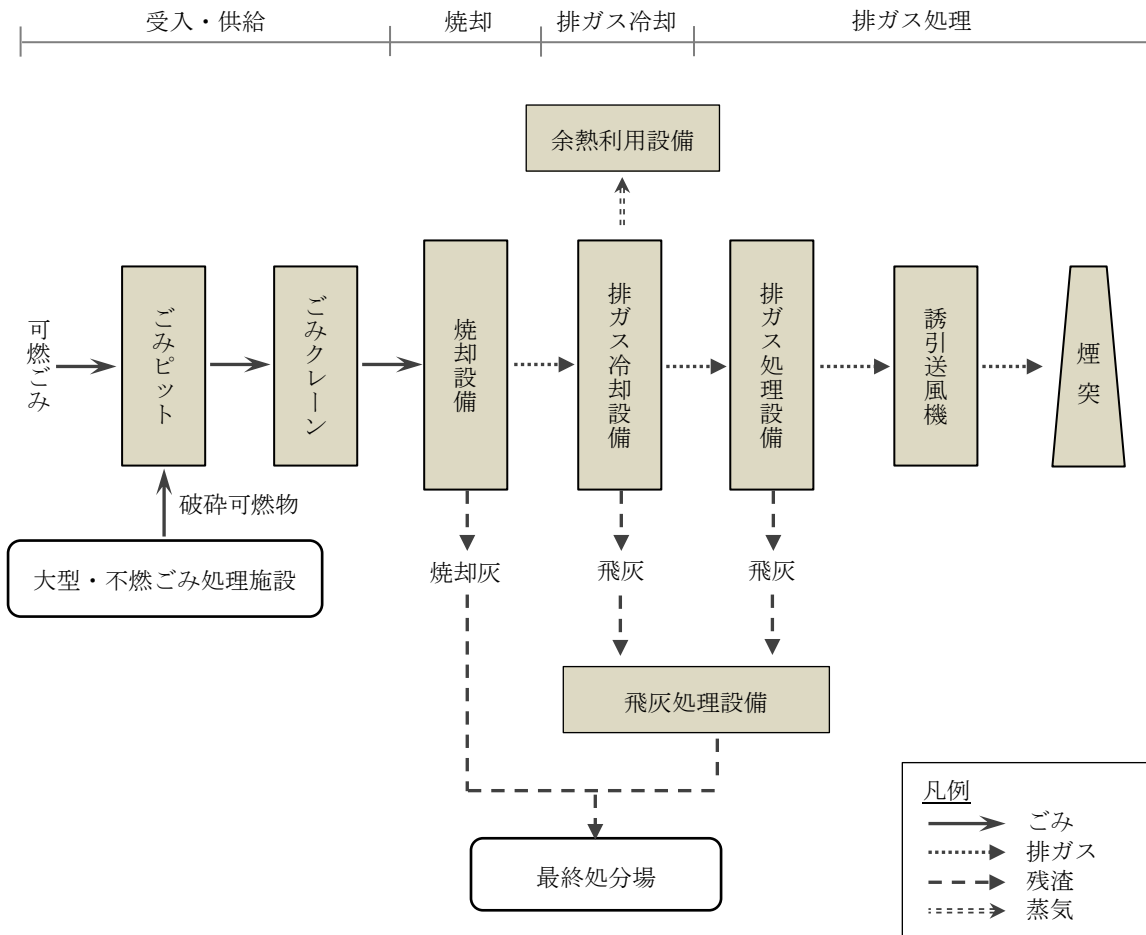 受入・供給
焼却
排ガス冷却
排ガス処理
余熱利用設備
可燃ごみ
ごみピット
ごみクレーン
焼却設備
排ガス冷却設備
排ガス処理設備
誘引送風機
煙突
破砕可燃物
大型・不燃ごみ処理施設
焼却灰
飛灰
飛灰
飛灰処理設備
最終処分場
凡例
ごみ
排ガス
残渣
蒸気